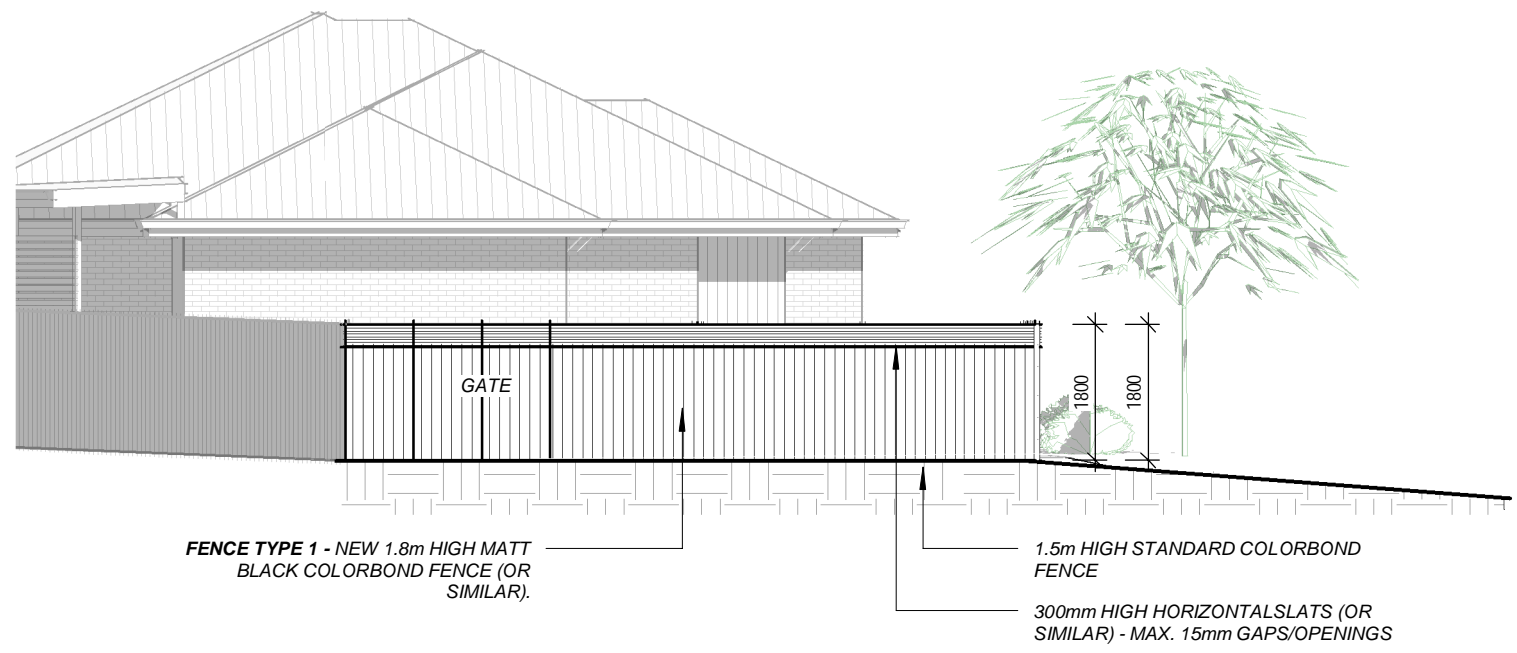 GATE
1800
1800
FENCE TYPE 1 - NEW 1.8m HIGH MATT
BLACK COLORBOND FENCE (OR
SIMILAR).
1.5m HIGH STANDARD COLORBOND
FENCE
300mm HIGH HORIZONTALSLATS (OR
SIMILAR) - MAX. 15mm GAPS/OPENINGS